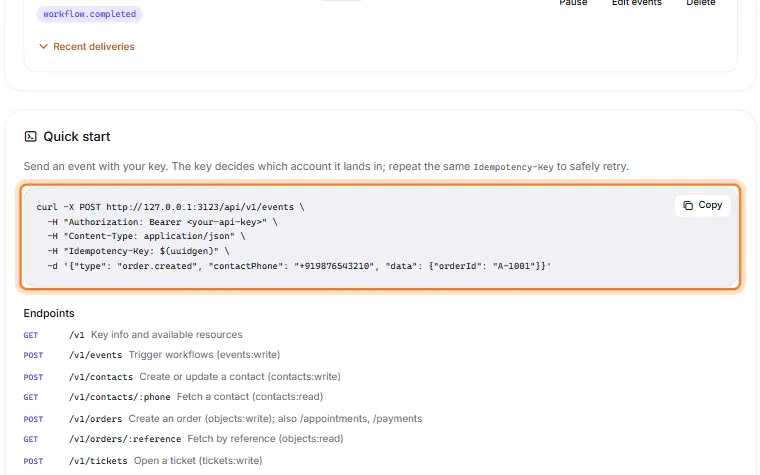 workflow.completed
Pause Edit events Delete
Recent deliveries
Quick start
Send an event with your key. The key decides which account it lands in; repeat the same Idempotency-Key to safely retry.
curl -X POST http://127.0.0.1:3123/api/v1/events \
-H "Authorization: Bearer <your-api-key>" \
-H "Content-Type: application/json" \
-H "Idempotency-Key: $(uuidgen)" \
-d '{"type": "order.created", "contactPhone": "+919876543210", "data": {"orderId": "A-1001"}}'
Copy
Endpoints
GET /v1 Key info and available resources
POST /v1/events Trigger workflows (events:write)
POST /v1/contacts Create or update a contact (contacts:write)
GET /v1/contacts/:phone Fetch a contact (contacts:read)
POST /v1/orders Create an order (objects:write); also /appointments, /payments
GET /v1/orders/:reference Fetch by reference (objects:read)
POST /v1/tickets Open a ticket (tickets:write)